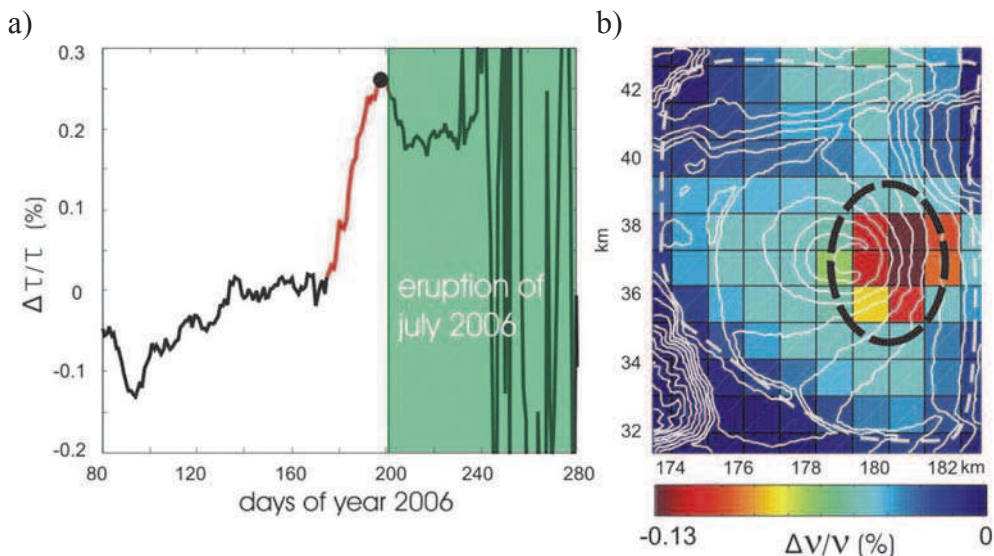 a)
0.3
0.2
0.1
0
-0.1
-0.2
Δτ/τ (%)
80
120
160
200
240
280
days of year 2006
eruption of
july 2006
b)
42
40
38
36
34
32
km
174
176
178
180
182 km
-0.13
0
Δν/ν (%)